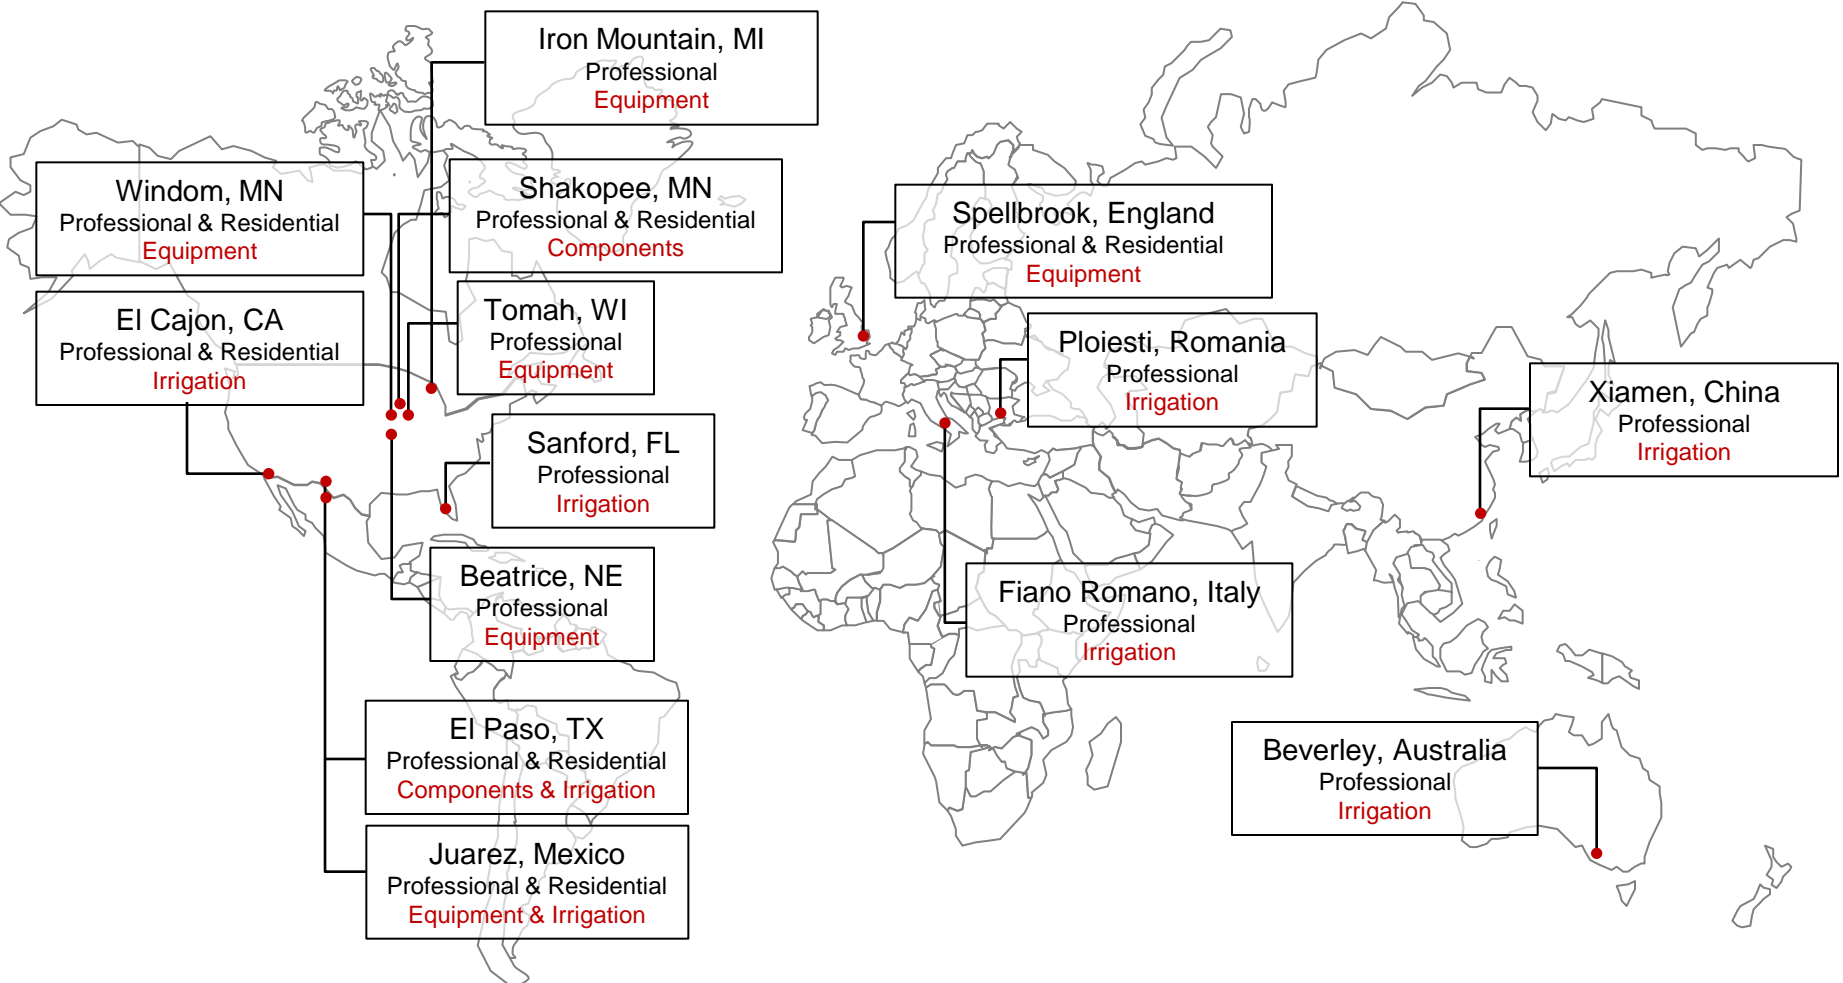 Iron Mountain, MI
Professional
Equipment
Windom, MN
Professional & Residential
Equipment
Shakopee, MN
Professional & Residential
Components
Spellbrook, England
Professional & Residential
Equipment
El Cajon, CA
Professional & Residential
Irrigation
Tomah, WI
Professional
Equipment
Ploiesti, Romania
Professional
Irrigation
Xiamen, China
Professional
Irrigation
Sanford, FL
Professional
Irrigation
Beatrice, NE
Professional
Equipment
Fiano Romano, Italy
Professional
Irrigation
El Paso, TX
Professional & Residential
Components & Irrigation
Beverley, Australia
Professional
Irrigation
Juarez, Mexico
Professional & Residential
Equipment & Irrigation